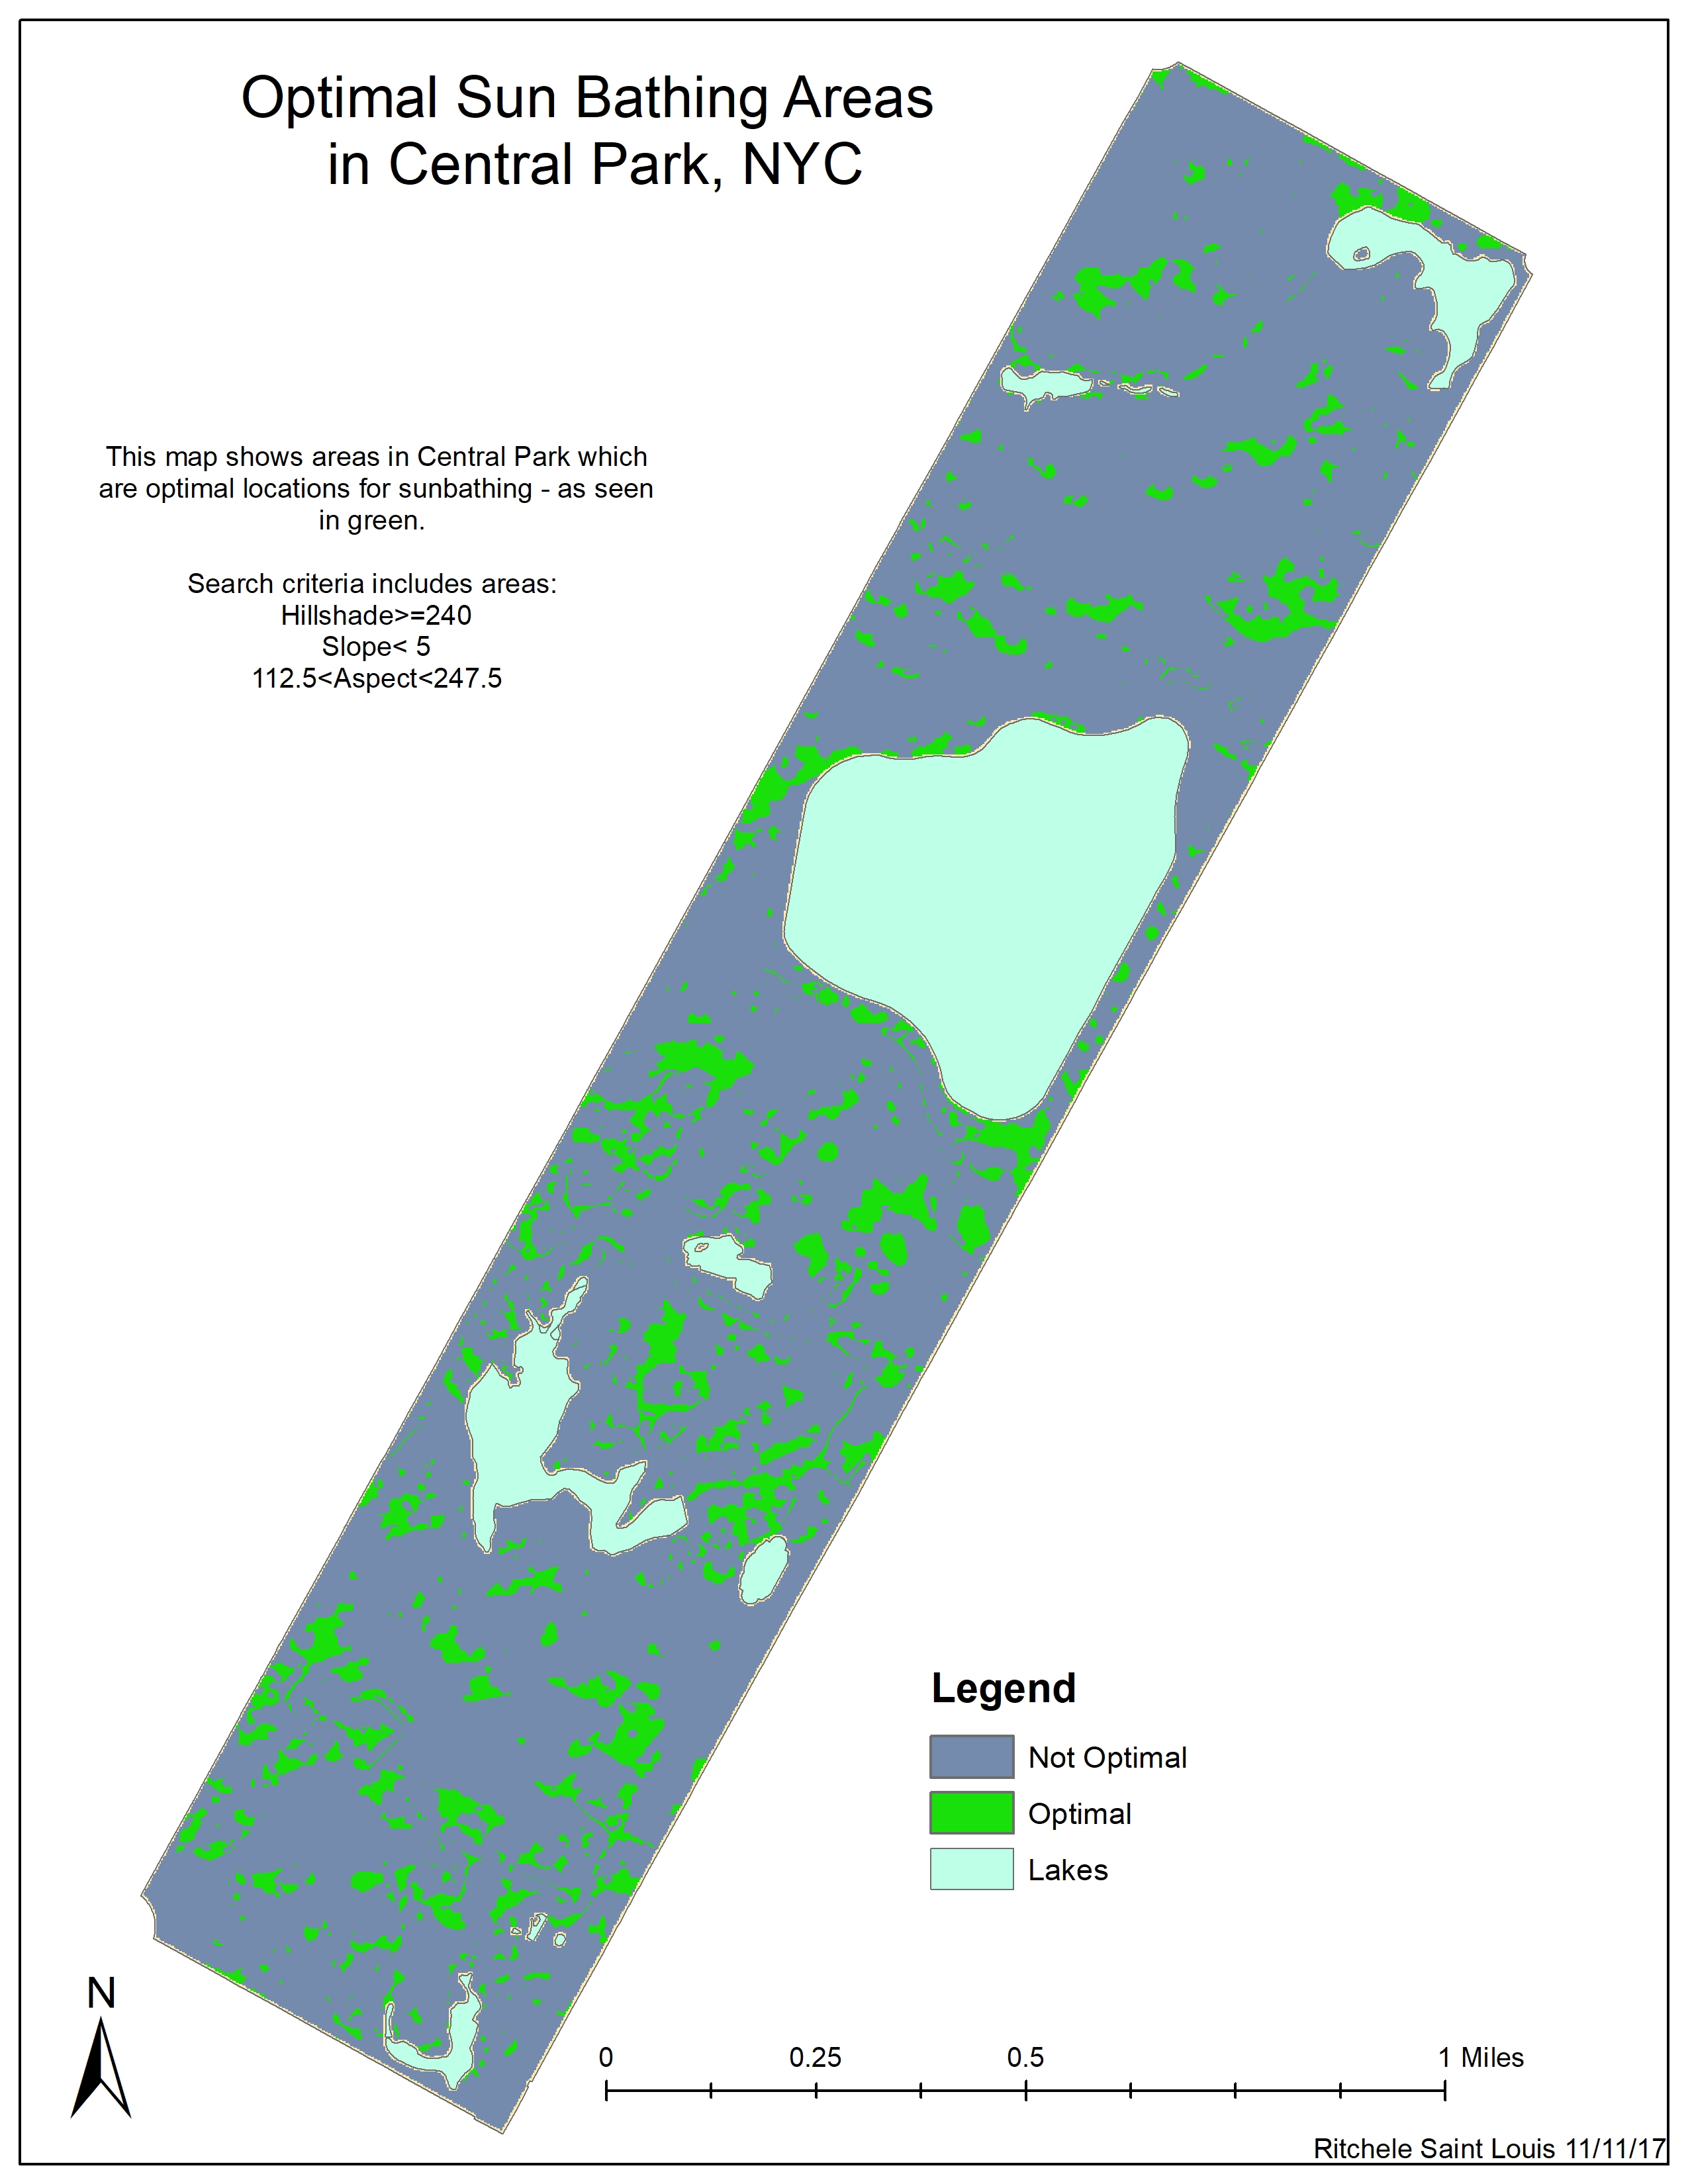 Optimal Sun Bathing Areas
in Central Park, NYC
This map shows areas in Central Park which
are optimal locations for sunbathing - as seen
in green.
Search criteria includes areas:
Hillshade>=240
Slope< 5
112.5<Aspect<247.5
Legend
Not Optimal
Optimal
Lakes
N
0 0.25 0.5 1 Miles
Ritchele Saint Louis 11/11/17